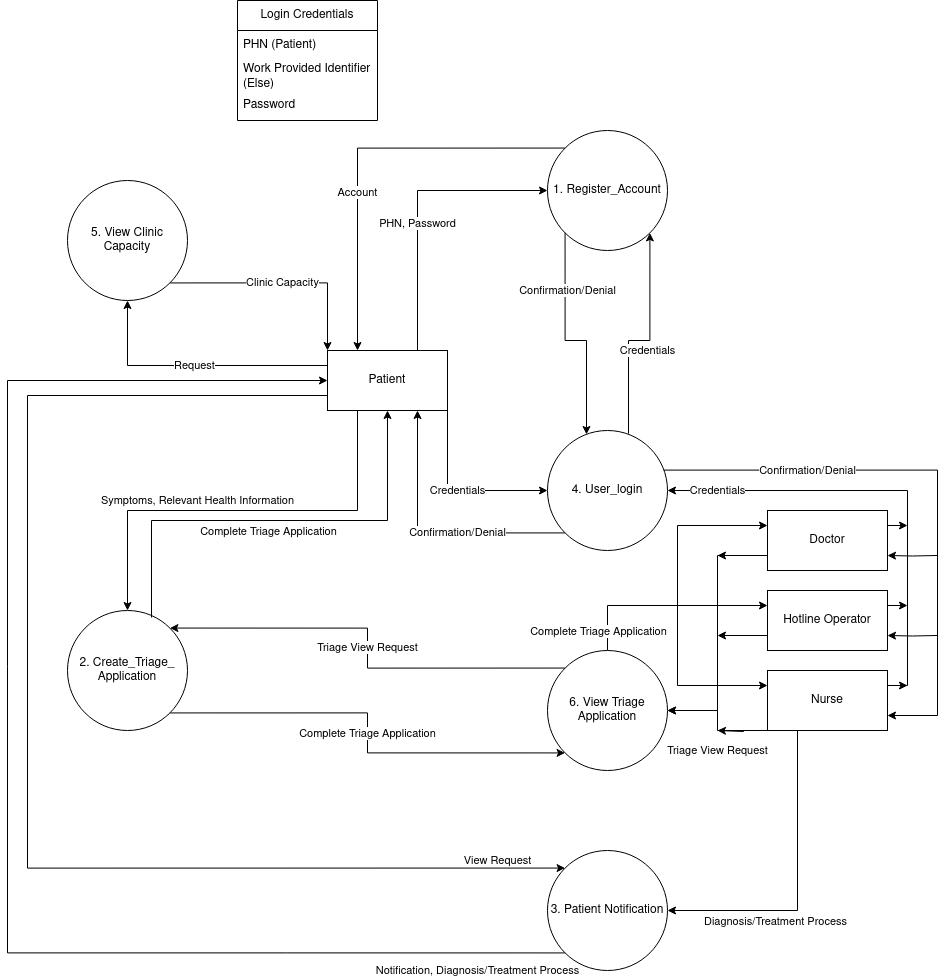 Login Credentials
PHN (Patient)
Work Provided Identifier
(Else)
Password
1. Register_Account
Account
PHN, Password
5. View Clinic
Capacity
Clinic Capacity
Confirmation/Denial
Credentials
Request
Patient
Confirmation/Denial
Credentials
4. User_login
Credentials
Symptoms, Relevant Health Information
Complete Triage Application
Confirmation/Denial
Doctor
Hotline Operator
Complete Triage Application
Triage View Request
2. Create_Triage_
Application
6. View Triage
Application
Nurse
Complete Triage Application
Triage View Request
View Request
3. Patient Notification
Diagnosis/Treatment Process
Notification, Diagnosis/Treatment Process